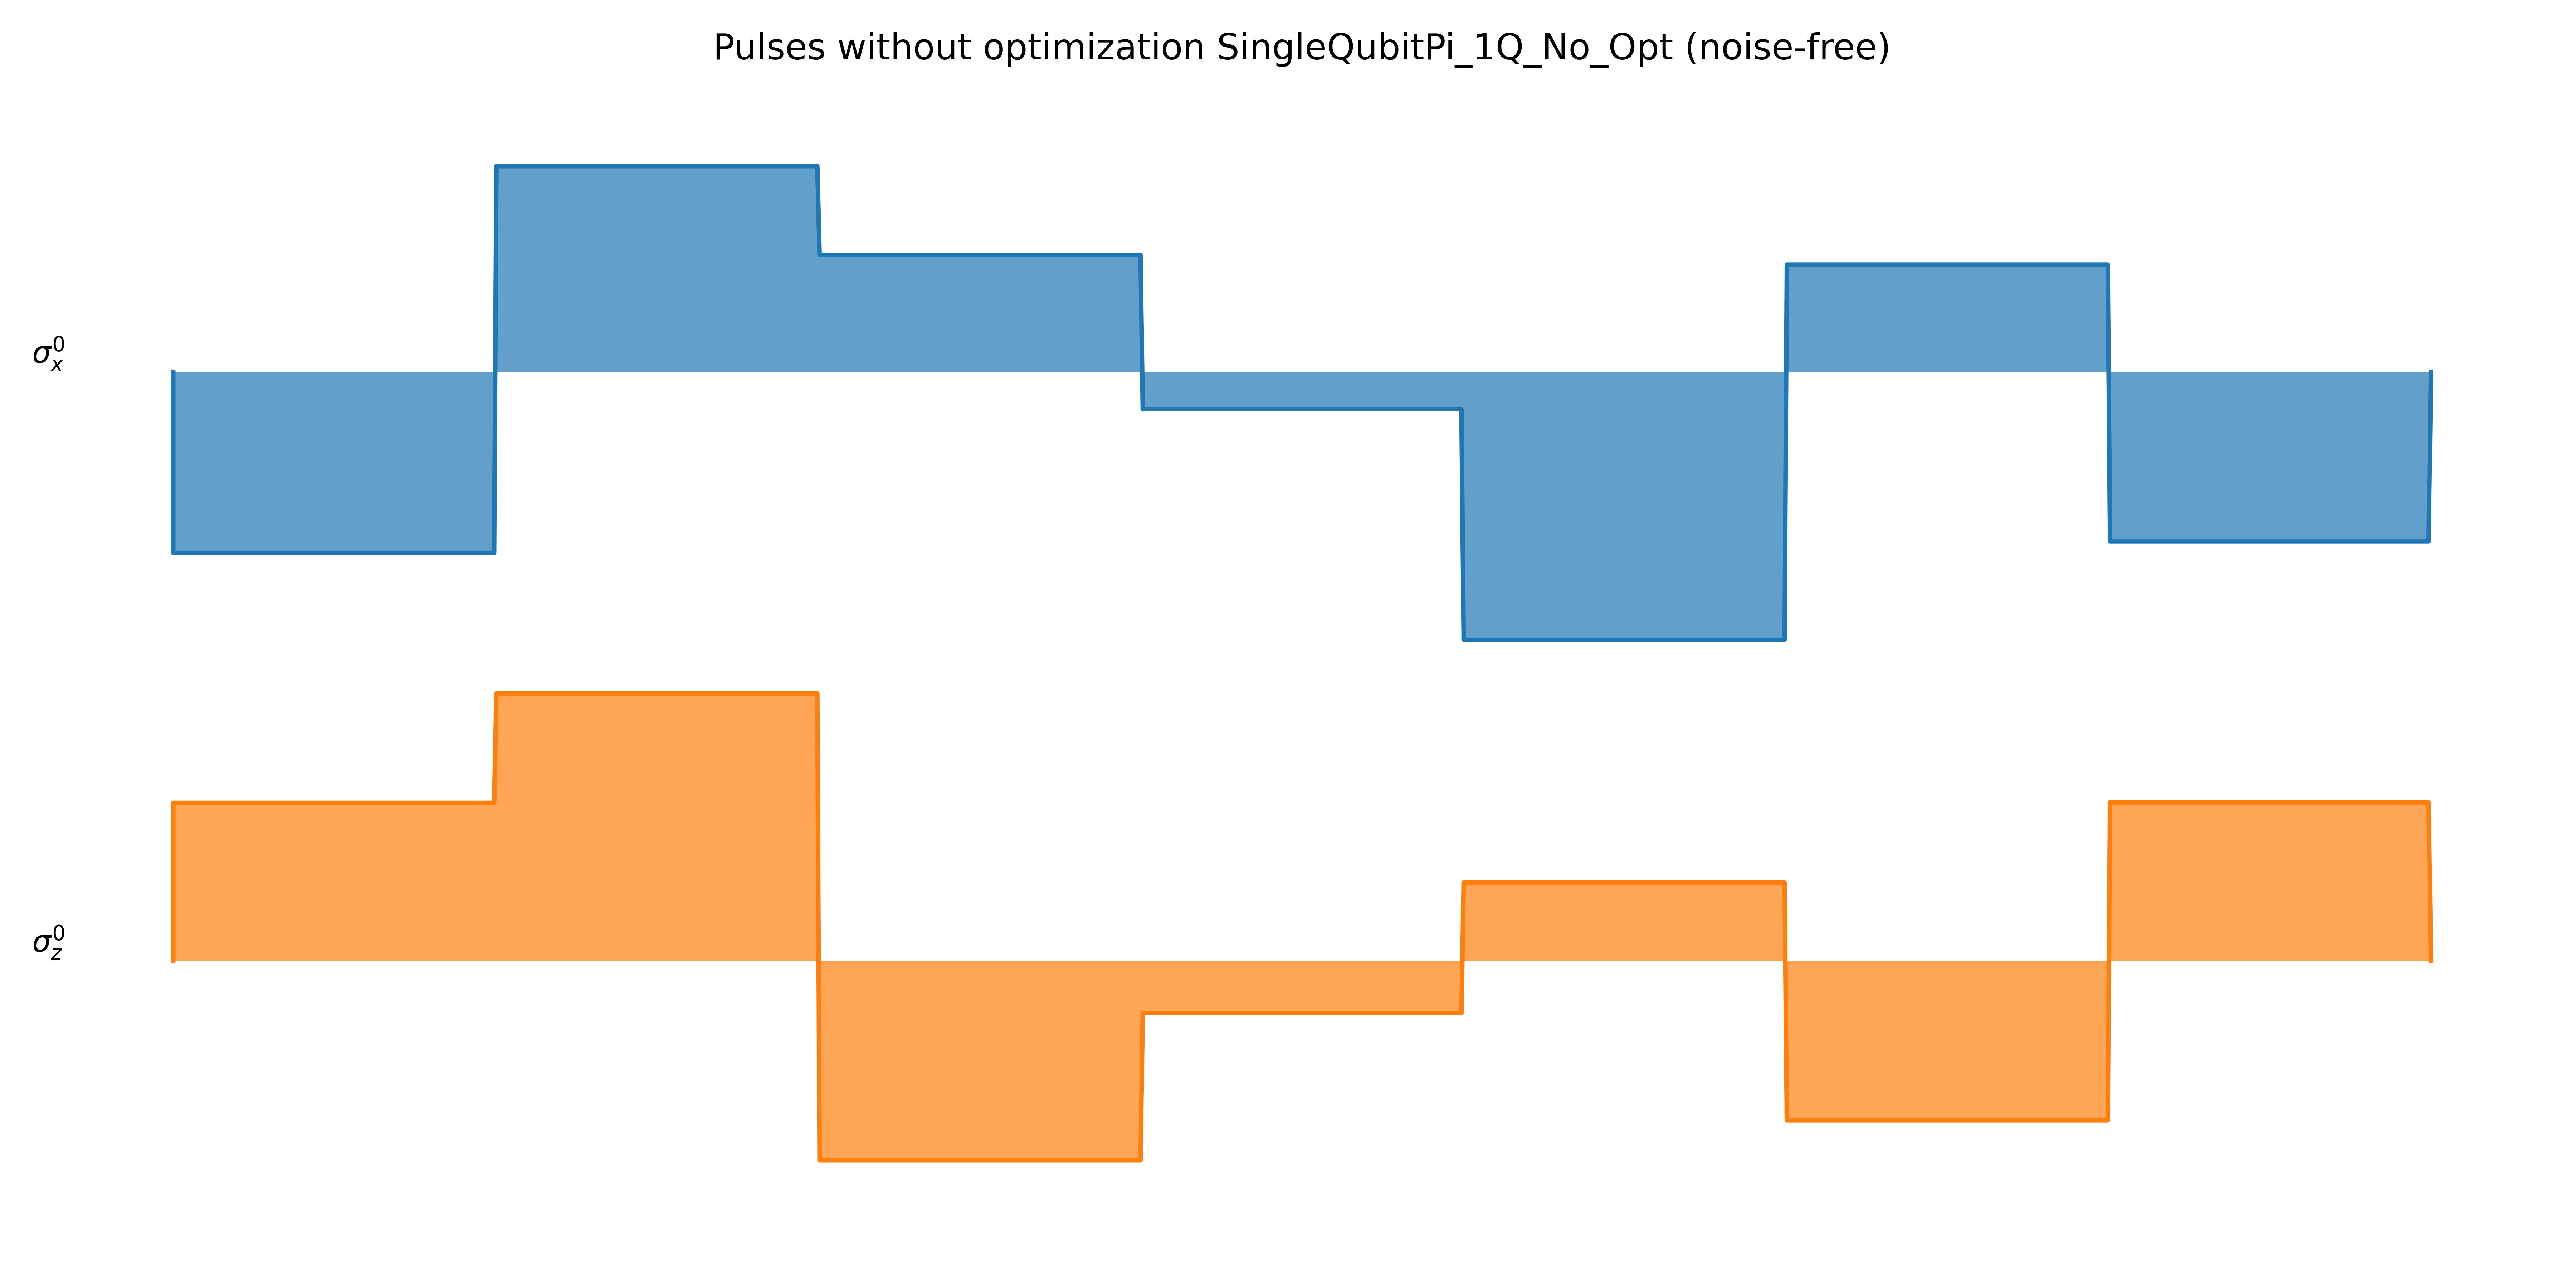 Pulses without optimization SingleQubitPi_1Q_No_Opt (noise-free)
σ_x^0
σ_z^0